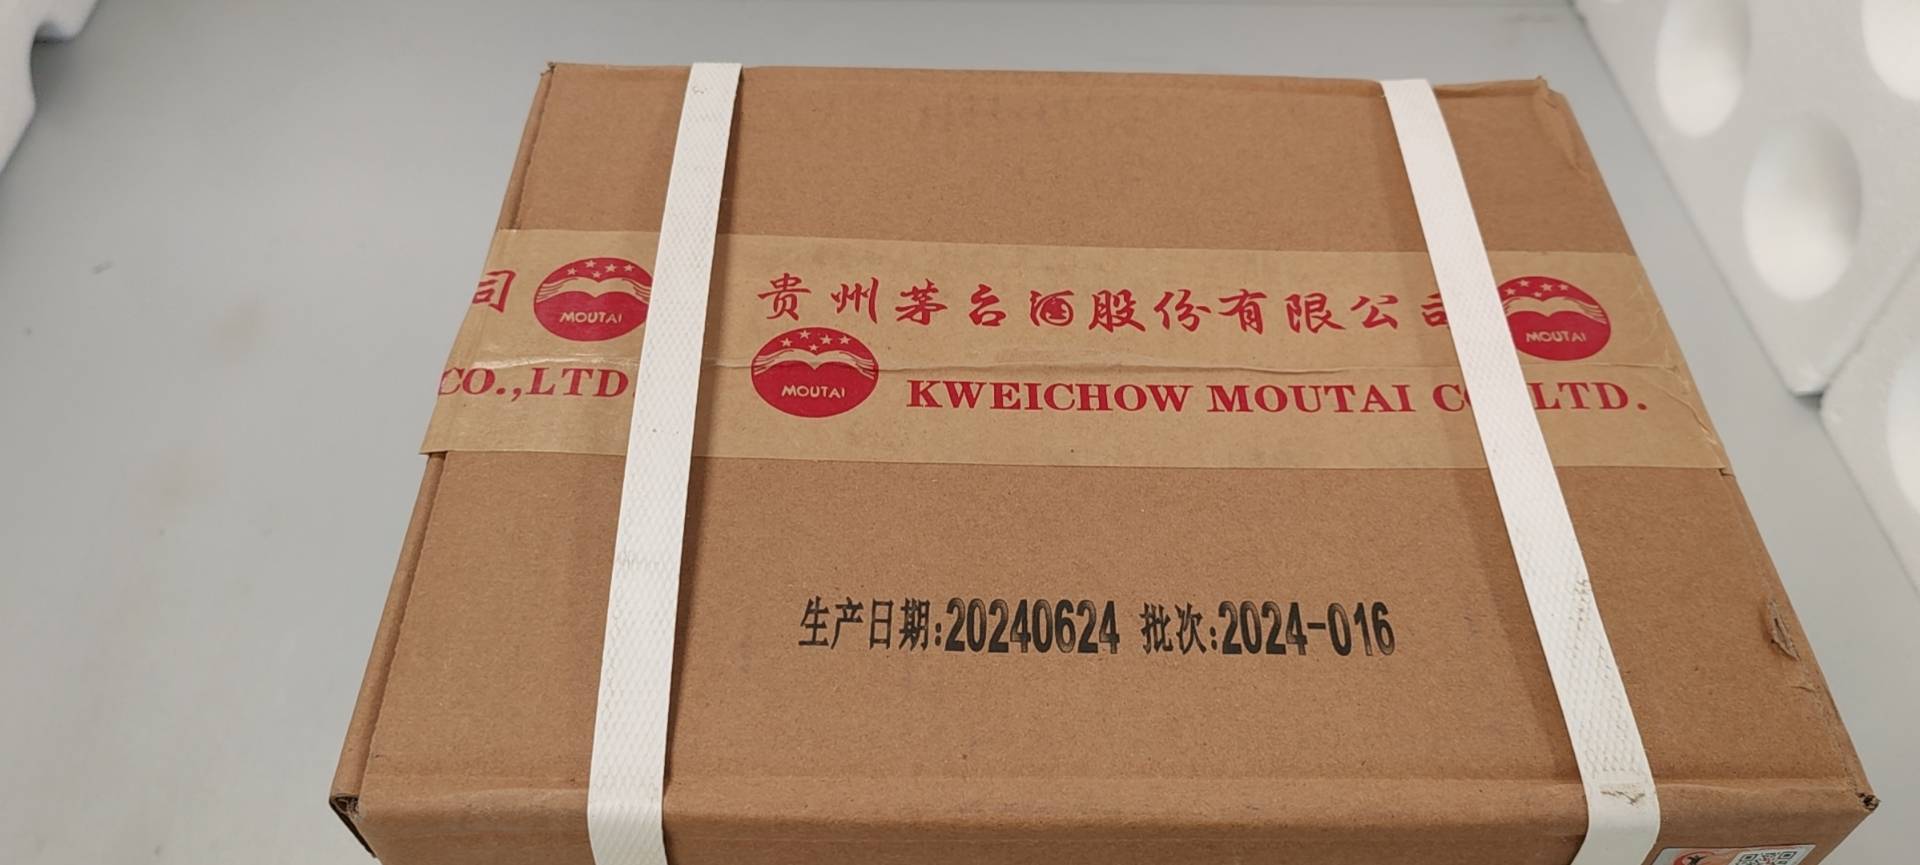 司 MOUTAI 贵州茅台酒股份有限公司 MOUTAI
CO.,LTD. MOUTAI KWEICHOW MOUTAI CO LTD.
生产日期:20240624 批次:2024-016